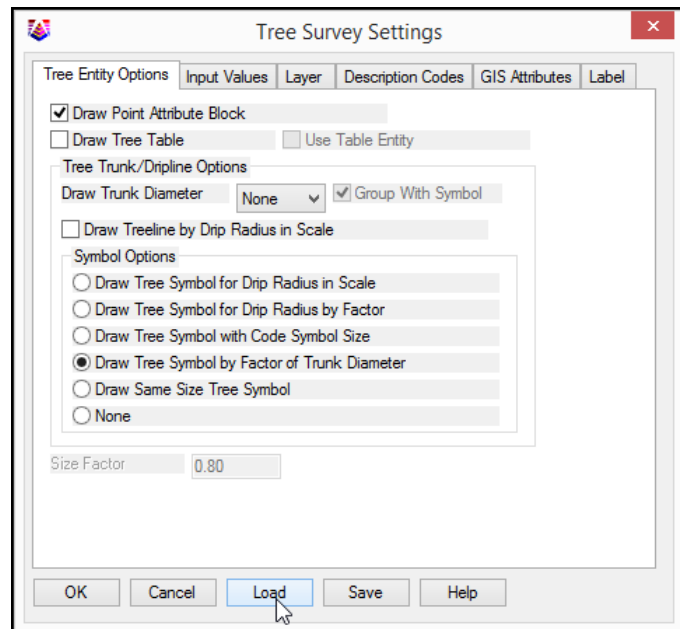 Tree Survey Settings
Tree Entity Options Input Values Layer Description Codes GIS Attributes Label
Draw Point Attribute Block
Draw Tree Table Use Table Entity
Tree Trunk/Dripline Options
Draw Trunk Diameter None Group With Symbol
Draw Treeline by Drip Radius in Scale
Symbol Options
Draw Tree Symbol for Drip Radius in Scale
Draw Tree Symbol for Drip Radius by Factor
Draw Tree Symbol with Code Symbol Size
Draw Tree Symbol by Factor of Trunk Diameter
Draw Same Size Tree Symbol
None
Size Factor 0.80
OK Cancel Load Save Help